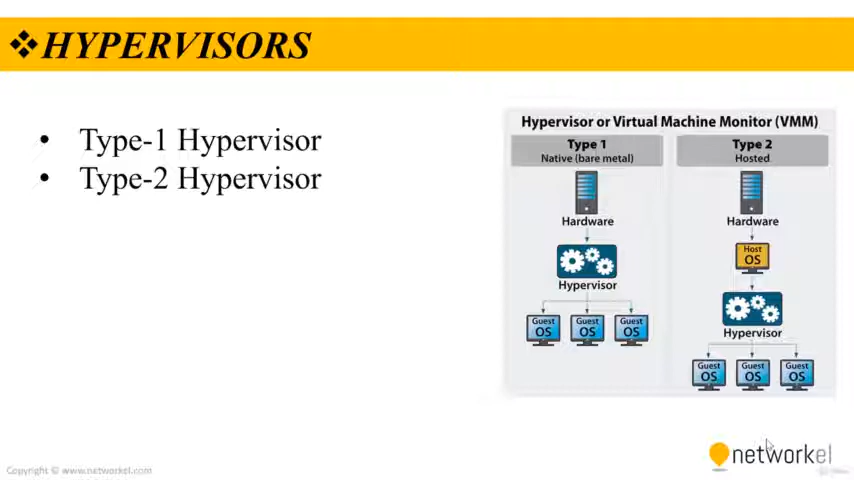 ❖HYPERVISORS
• Type-1 Hypervisor
• Type-2 Hypervisor
Hypervisor or Virtual Machine Monitor (VMM)
Type 1
Native (bare metal)
Hardware
Hypervisor
Guest OS
Guest OS
Guest OS
Type 2
Hosted
Hardware
Host OS
Hypervisor
Guest OS
Guest OS
Guest OS
Copyright © www.networkel.com
networkel